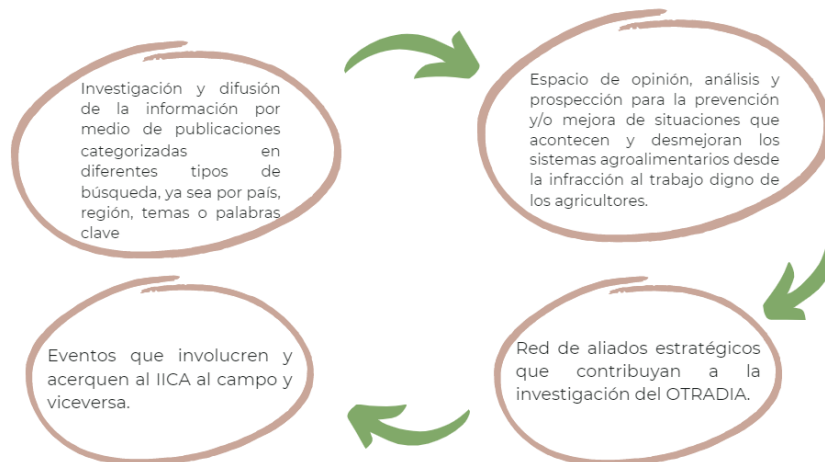 Investigación y difusión
de la información por
medio de publicaciones
categorizadas en
diferentes tipos de
búsqueda, ya sea por país,
región, temas o palabras
clave
Espacio de opinión, análisis y
prospección para la prevención
y/o mejora de situaciones que
acontecen y desmejoran los
sistemas agroalimentarios desde
la infracción al trabajo digno de
los agricultores.
Red de aliados estratégicos
que contribuyan a la
investigación del OTRADIA.
Eventos que involucren y
acerquen al IICA al campo y
viceversa.